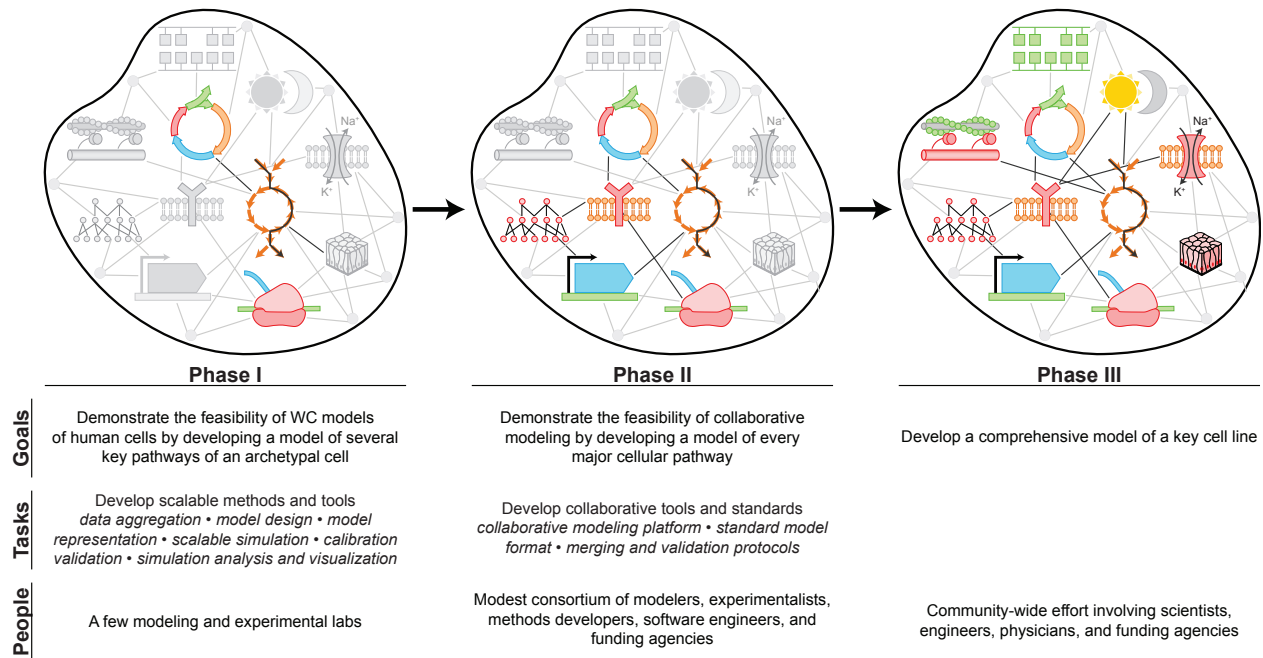 Na⁺
K⁺
Na⁺
K⁺
Na⁺
K⁺
Phase I
Phase II
Phase III
Goals
Demonstrate the feasibility of WC models
of human cells by developing a model of several
key pathways of an archetypal cell
Demonstrate the feasibility of collaborative
modeling by developing a model of every
major cellular pathway
Develop a comprehensive model of a key cell line
Tasks
Develop scalable methods and tools
data aggregation • model design • model
representation • scalable simulation • calibration
validation • simulation analysis and visualization
Develop collaborative tools and standards
collaborative modeling platform • standard model
format • merging and validation protocols
People
A few modeling and experimental labs
Modest consortium of modelers, experimentalists,
methods developers, software engineers, and
funding agencies
Community-wide effort involving scientists,
engineers, physicians, and funding agencies